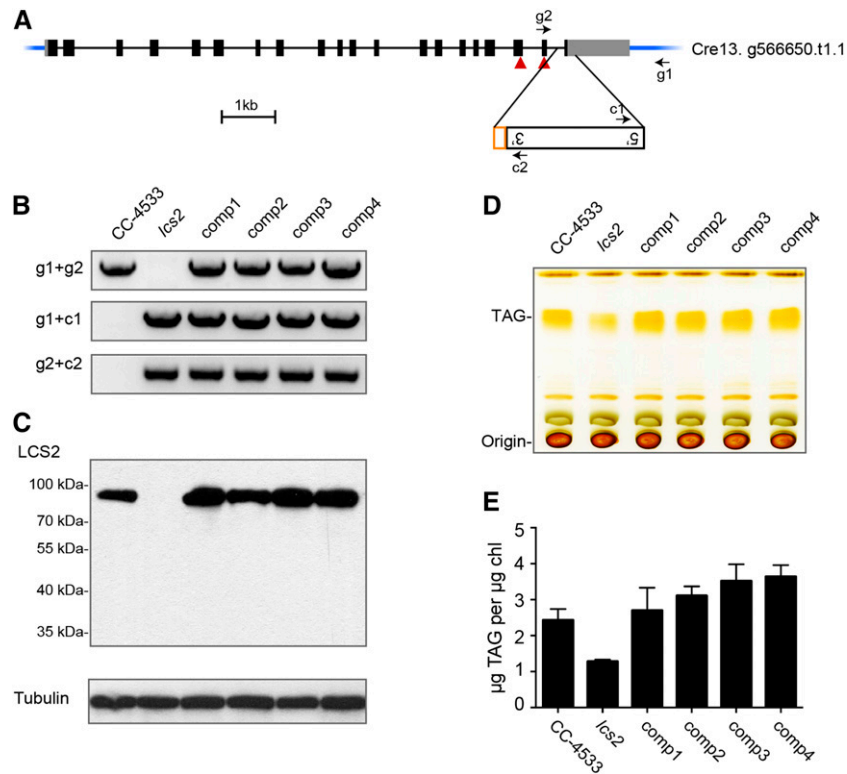 A
g2
Cre13. g566650.t1.1
g1
1kb
c1
3'
5'
c2
B
CC-4533
lcs2
comp1
comp2
comp3
comp4
g1+g2
g1+c1
g2+c2
C
LCS2
100 kDa-
70 kDa-
55 kDa-
40 kDa-
35 kDa-
Tubulin
D
CC-4533
lcs2
comp1
comp2
comp3
comp4
TAG-
Origin-
E
µg TAG per µg chl
5
4
3
2
1
0
CC-4533
lcs2
comp1
comp2
comp3
comp4